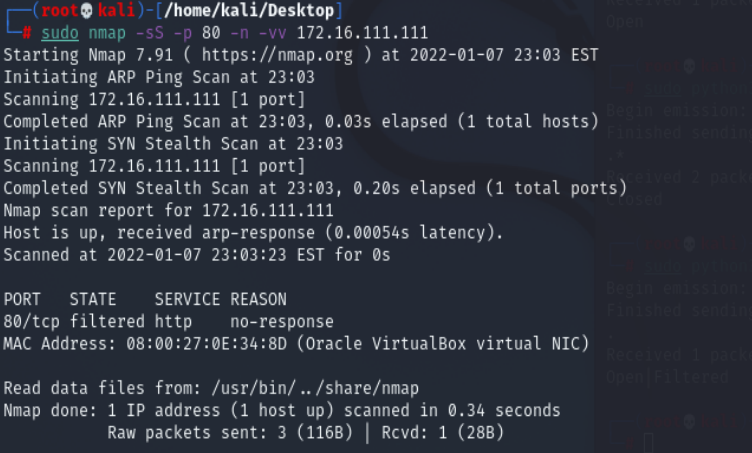 ┌──(root💀kali)-[/home/kali/Desktop]
└─# sudo nmap -sS -p 80 -n -vv 172.16.111.111
Starting Nmap 7.91 ( https://nmap.org ) at 2022-01-07 23:03 EST
Initiating ARP Ping Scan at 23:03
Scanning 172.16.111.111 [1 port]
Completed ARP Ping Scan at 23:03, 0.03s elapsed (1 total hosts)
Initiating SYN Stealth Scan at 23:03
Scanning 172.16.111.111 [1 port]
Completed SYN Stealth Scan at 23:03, 0.20s elapsed (1 total ports)
Nmap scan report for 172.16.111.111
Host is up, received arp-response (0.00054s latency).
Scanned at 2022-01-07 23:03:23 EST for 0s
PORT   STATE    SERVICE REASON
80/tcp filtered http    no-response
MAC Address: 08:00:27:0E:34:8D (Oracle VirtualBox virtual NIC)
Read data files from: /usr/bin/../share/nmap
Nmap done: 1 IP address (1 host up) scanned in 0.34 seconds
Raw packets sent: 3 (116B) | Rcvd: 1 (28B)
Open
Begin emission:
Finished sending
.*
Received 2
Closed
sudo
Begin emission:
Finished sending
.
Received 1
Open|Filtered